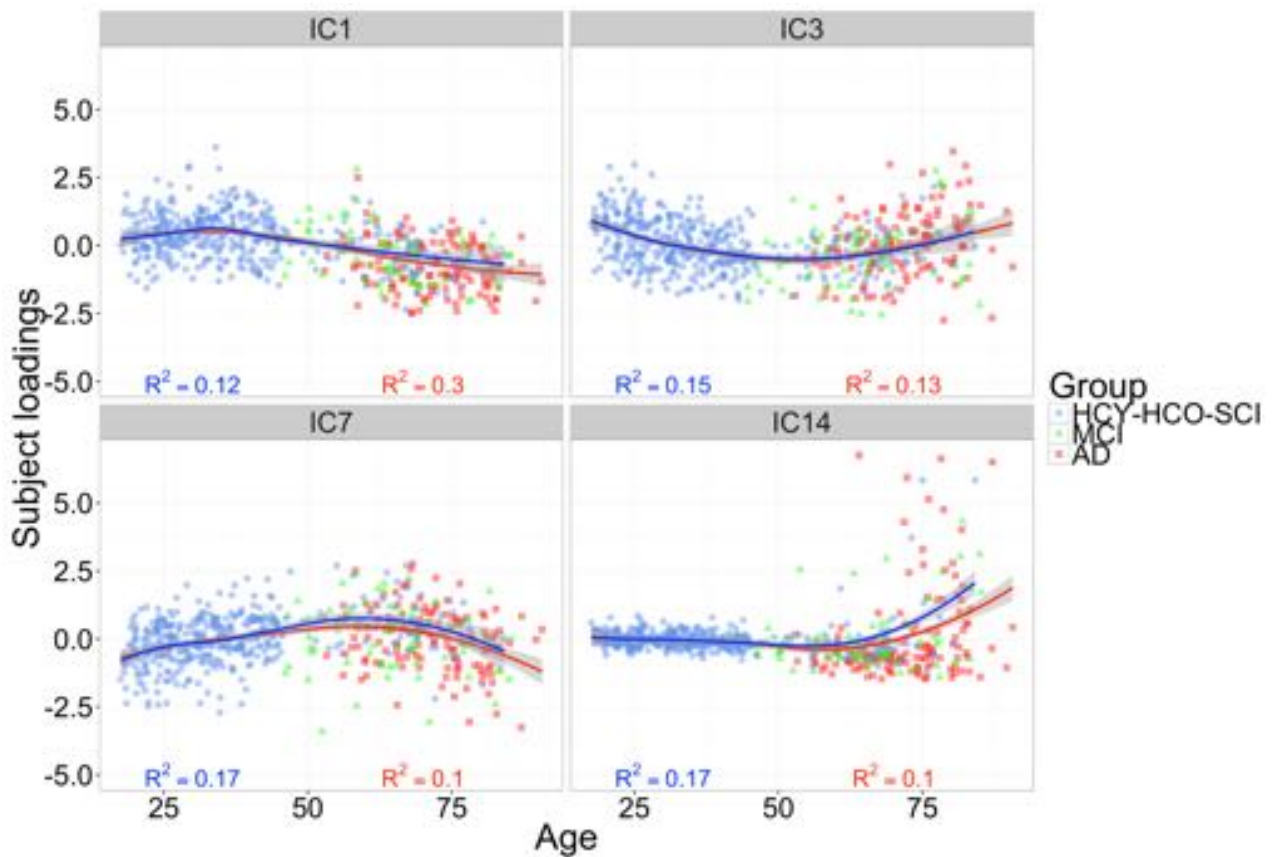 IC1
IC3
5.0
2.5
0.0
-2.5
-5.0
R² = 0.12
R² = 0.3
R² = 0.15
R² = 0.13
Subject loadings
Group
HCY-HCO-SCI
MCI
AD
IC7
IC14
5.0
2.5
0.0
-2.5
-5.0
R² = 0.17
R² = 0.1
R² = 0.17
R² = 0.1
25 50 75 25 50 75
Age